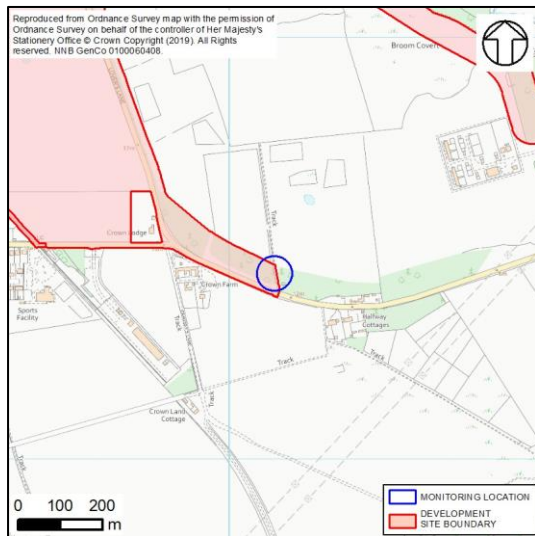 Reproduced from Ordnance Survey map with the permission of
Ordnance Survey on behalf of the controller of Her Majesty's
Stationery Office © Crown Copyright (2019). All Rights
reserved. NNB GenCo 0100060408.
Broom Covert
Track
Crown Lodge
Crown Farm
Sports
Facility
Halfway
Cottages
Track
Track
Track
Crown Land
Cottage
Track
Track
0 100 200
m
MONITORING LOCATION
DEVELOPMENT
SITE BOUNDARY